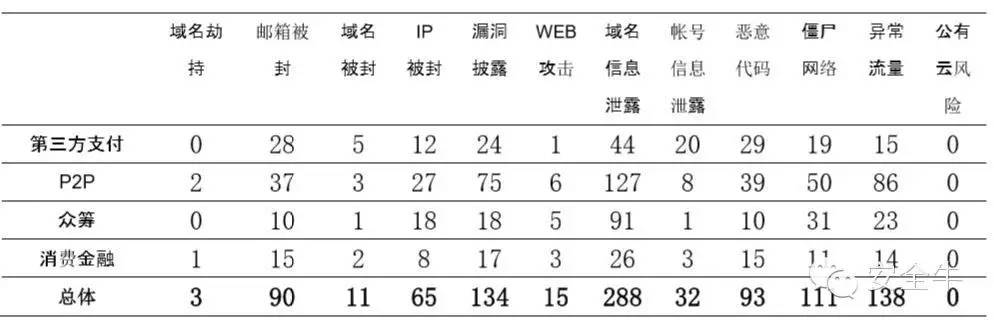 域名劫 邮箱被 域名 IP 漏洞 WEB 域名 帐号 恶意 僵尸 异常 公有
持 封 被封 被封 披露 攻击 信息 信息 代码 网络 流量 云风
泄露 泄露 险
第三方支付 0 28 5 12 24 1 44 20 29 19 15 0
P2P 2 37 3 27 75 6 127 8 39 50 86 0
众筹 0 10 1 18 18 5 91 1 10 31 23 0
消费金融 1 15 2 8 17 3 26 3 15 11 14 0
总体 3 90 11 65 134 15 288 32 93 111 138 0
安全牛